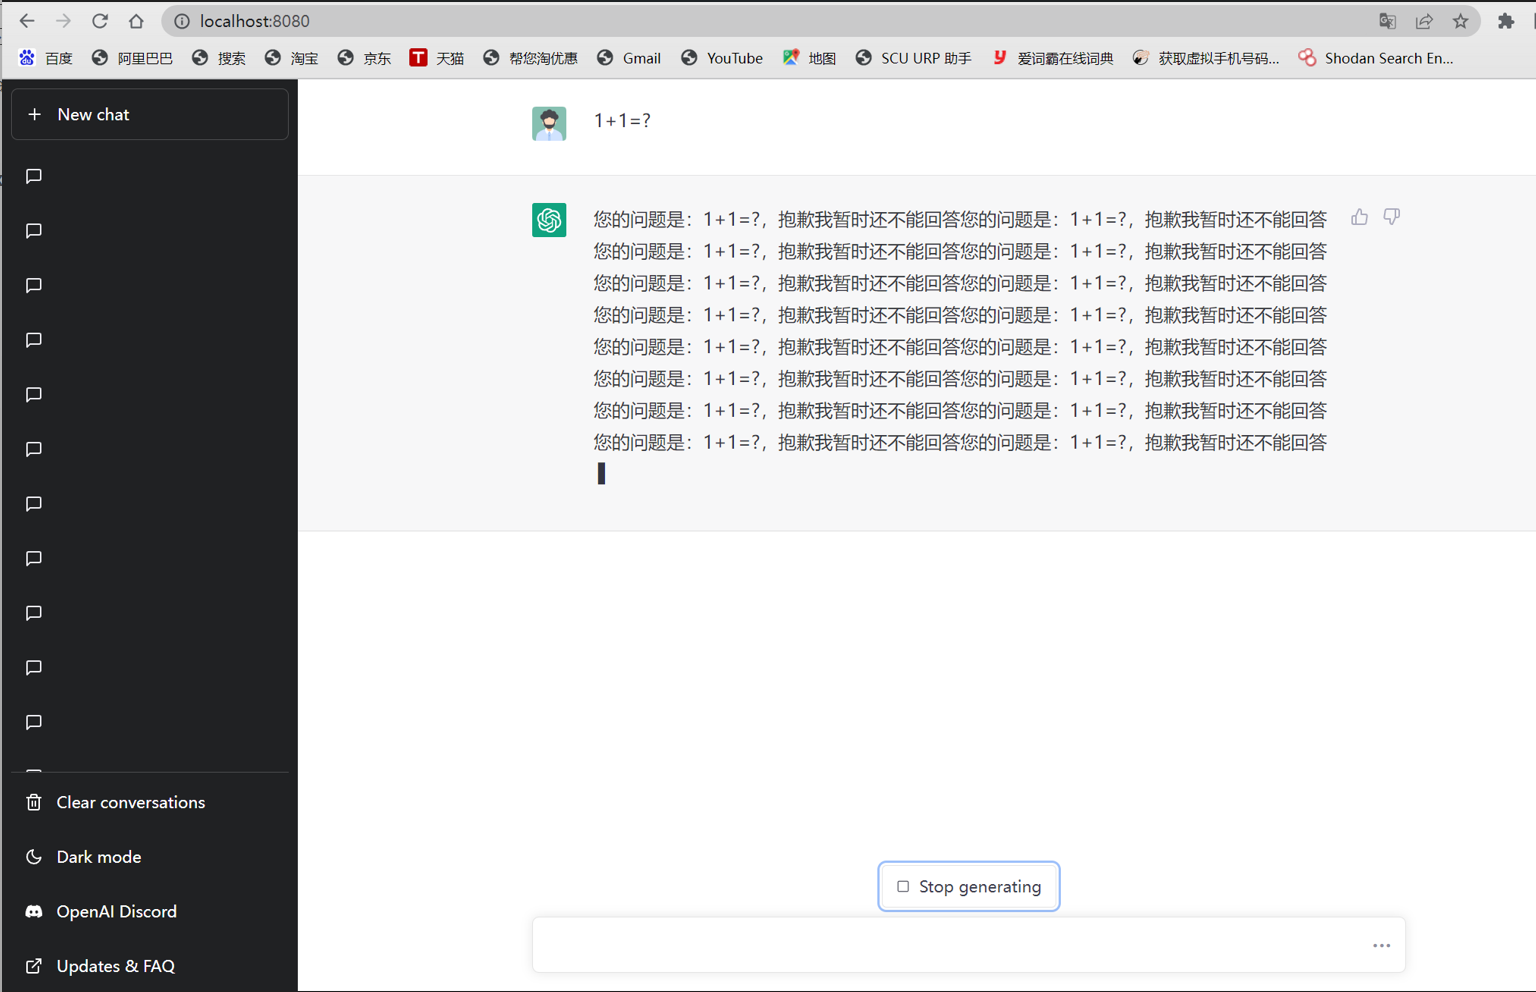 localhost:8080
百度 阿里巴巴 搜索 淘宝 京东 T 天猫 帮您淘优惠 Gmail YouTube 地图 SCU URP 助手 爱词霸在线词典 获取虚拟手机号码... Shodan Search En...
New chat
1+1=?
您的问题是：1+1=?，抱歉我暂时还不能回答您的问题是：1+1=?，抱歉我暂时还不能回答
您的问题是：1+1=?，抱歉我暂时还不能回答您的问题是：1+1=?，抱歉我暂时还不能回答
您的问题是：1+1=?，抱歉我暂时还不能回答您的问题是：1+1=?，抱歉我暂时还不能回答
您的问题是：1+1=?，抱歉我暂时还不能回答您的问题是：1+1=?，抱歉我暂时还不能回答
您的问题是：1+1=?，抱歉我暂时还不能回答您的问题是：1+1=?，抱歉我暂时还不能回答
您的问题是：1+1=?，抱歉我暂时还不能回答您的问题是：1+1=?，抱歉我暂时还不能回答
您的问题是：1+1=?，抱歉我暂时还不能回答您的问题是：1+1=?，抱歉我暂时还不能回答
您的问题是：1+1=?，抱歉我暂时还不能回答您的问题是：1+1=?，抱歉我暂时还不能回答
Clear conversations
Dark mode
OpenAI Discord
Updates & FAQ
Stop generating